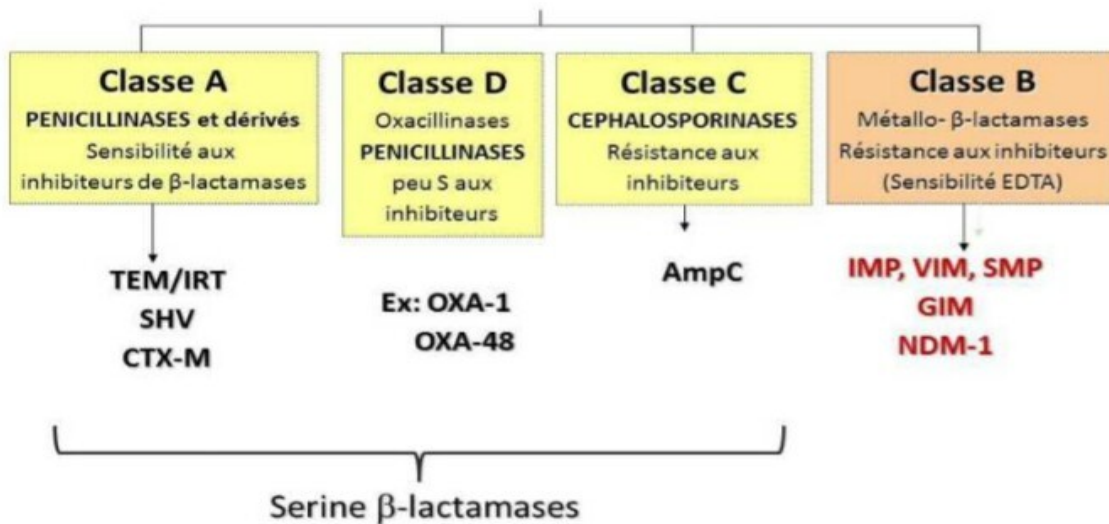 Classe A
PENICILLINASES et dérivés
Sensibilité aux
inhibiteurs de β-lactamases
TEM/IRT
SHV
CTX-M
Classe D
Oxacillinases
PENICILLINASES
peu S aux
inhibiteurs
Ex: OXA-1
OXA-48
Classe C
CEPHALOSPORINASES
Résistance aux
inhibiteurs
AmpC
Classe B
Métallo- β-lactamases
Résistance aux inhibiteurs
(Sensibilité EDTA)
IMP, VIM, SMP
GIM
NDM-1
Serine β-lactamases